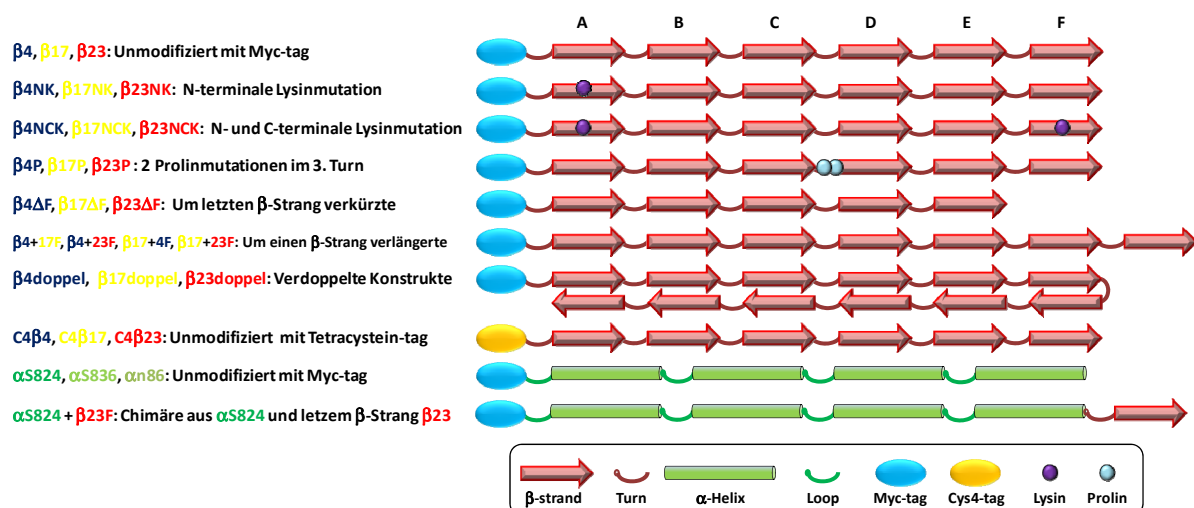 A B C D E F
β4, β17, β23: Unmodifiziert mit Myc-tag
β4NK, β17NK, β23NK: N-terminale Lysinmutation
β4NCK, β17NCK, β23NCK: N- und C-terminale Lysinmutation
β4P, β17P, β23P : 2 Prolinmutationen im 3. Turn
β4ΔF, β17ΔF, β23ΔF: Um letzten β-Strang verkürzte
β4+17F, β4+23F, β17+4F, β17+23F: Um einen β-Strang verlängerte
β4doppel, β17doppel, β23doppel: Verdoppelte Konstrukte
C4β4, C4β17, C4β23: Unmodifiziert mit Tetracystein-tag
αS824, αS836, αn86: Unmodifiziert mit Myc-tag
αS824 + β23F: Chimäre aus αS824 und letzem β-Strang β23
β-strand Turn α-Helix Loop Myc-tag Cys4-tag Lysin Prolin